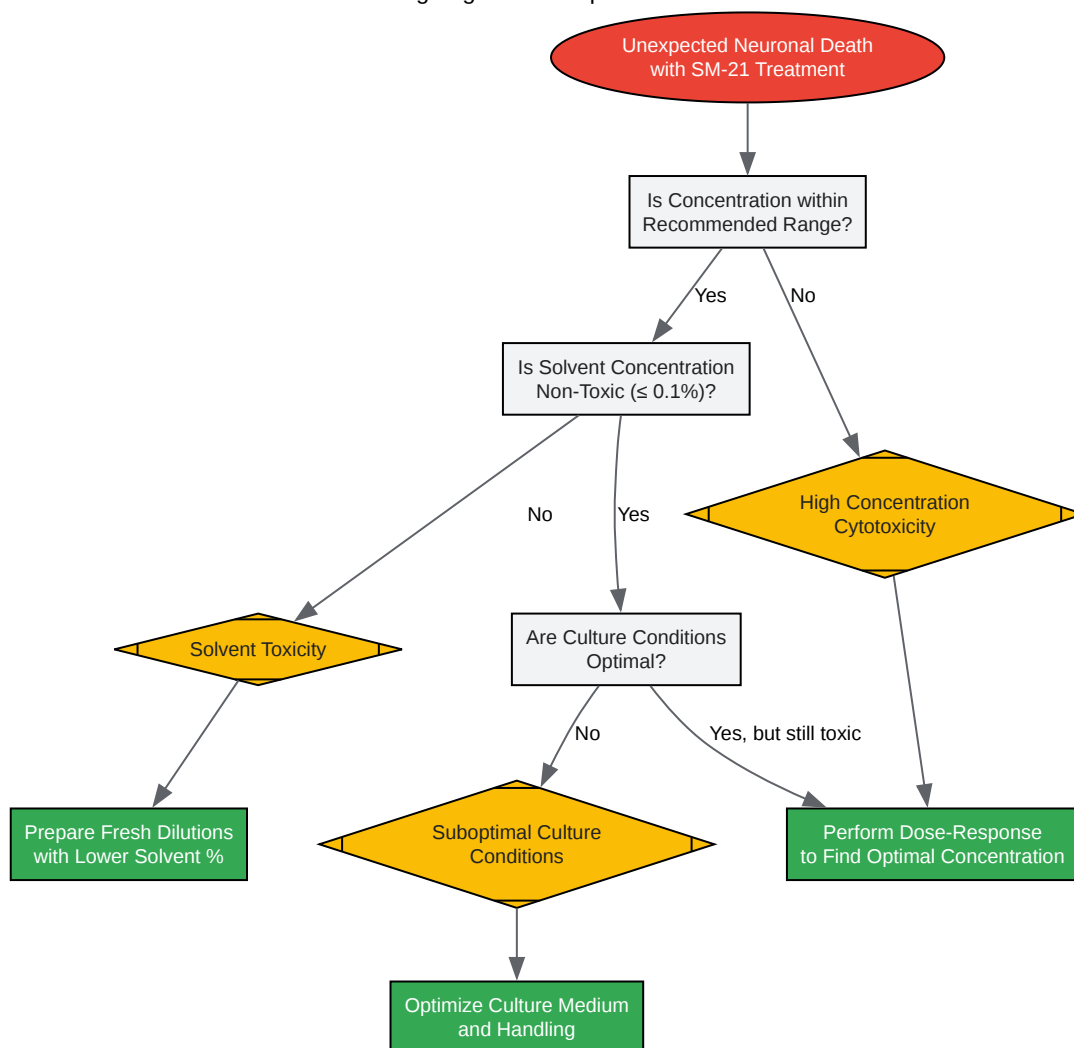 Unexpected Neuronal Death
with SM-21 Treatment
Is Concentration within
Recommended Range?
Yes
No
Is Solvent Concentration
Non-Toxic (≤ 0.1%)?
No
Yes
High Concentration
Cytotoxicity
Solvent Toxicity
Are Culture Conditions
Optimal?
No
Yes, but still toxic
Prepare Fresh Dilutions
with Lower Solvent %
Suboptimal Culture
Conditions
Perform Dose-Response
to Find Optimal Concentration
Optimize Culture Medium
and Handling